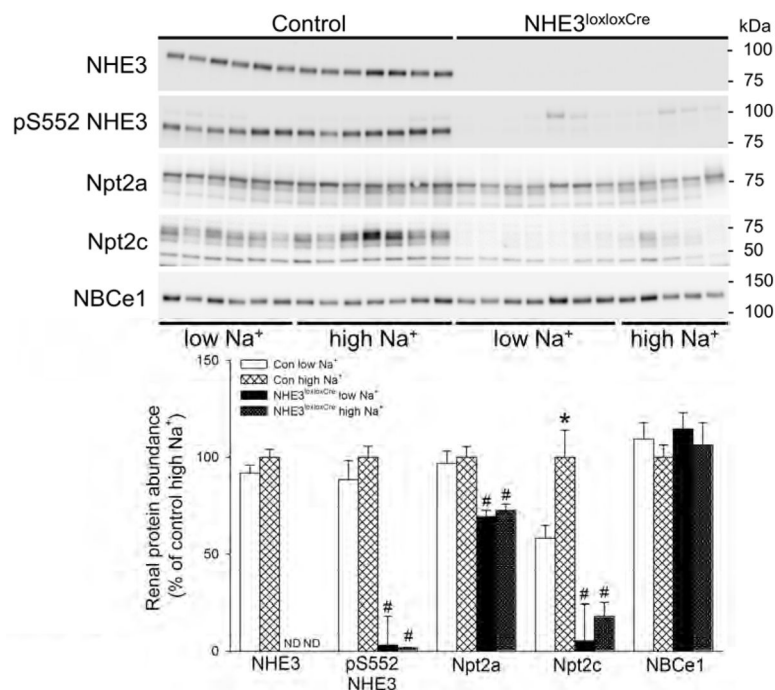 Control NHE3loxloxCre kDa
NHE3
100
75
pS552 NHE3
100
75
Npt2a
75
Npt2c
75
50
NBCe1
150
100
low Na+ high Na+ low Na+ high Na+
150
100
50
0
Renal protein abundance
(% of control high Na+)
Con low Na+
Con high Na+
NHE3loxloxCre low Na+
NHE3loxloxCre high Na+
ND ND
# #
# #
*
# #
NHE3 pS552 NHE3 Npt2a Npt2c NBCe1